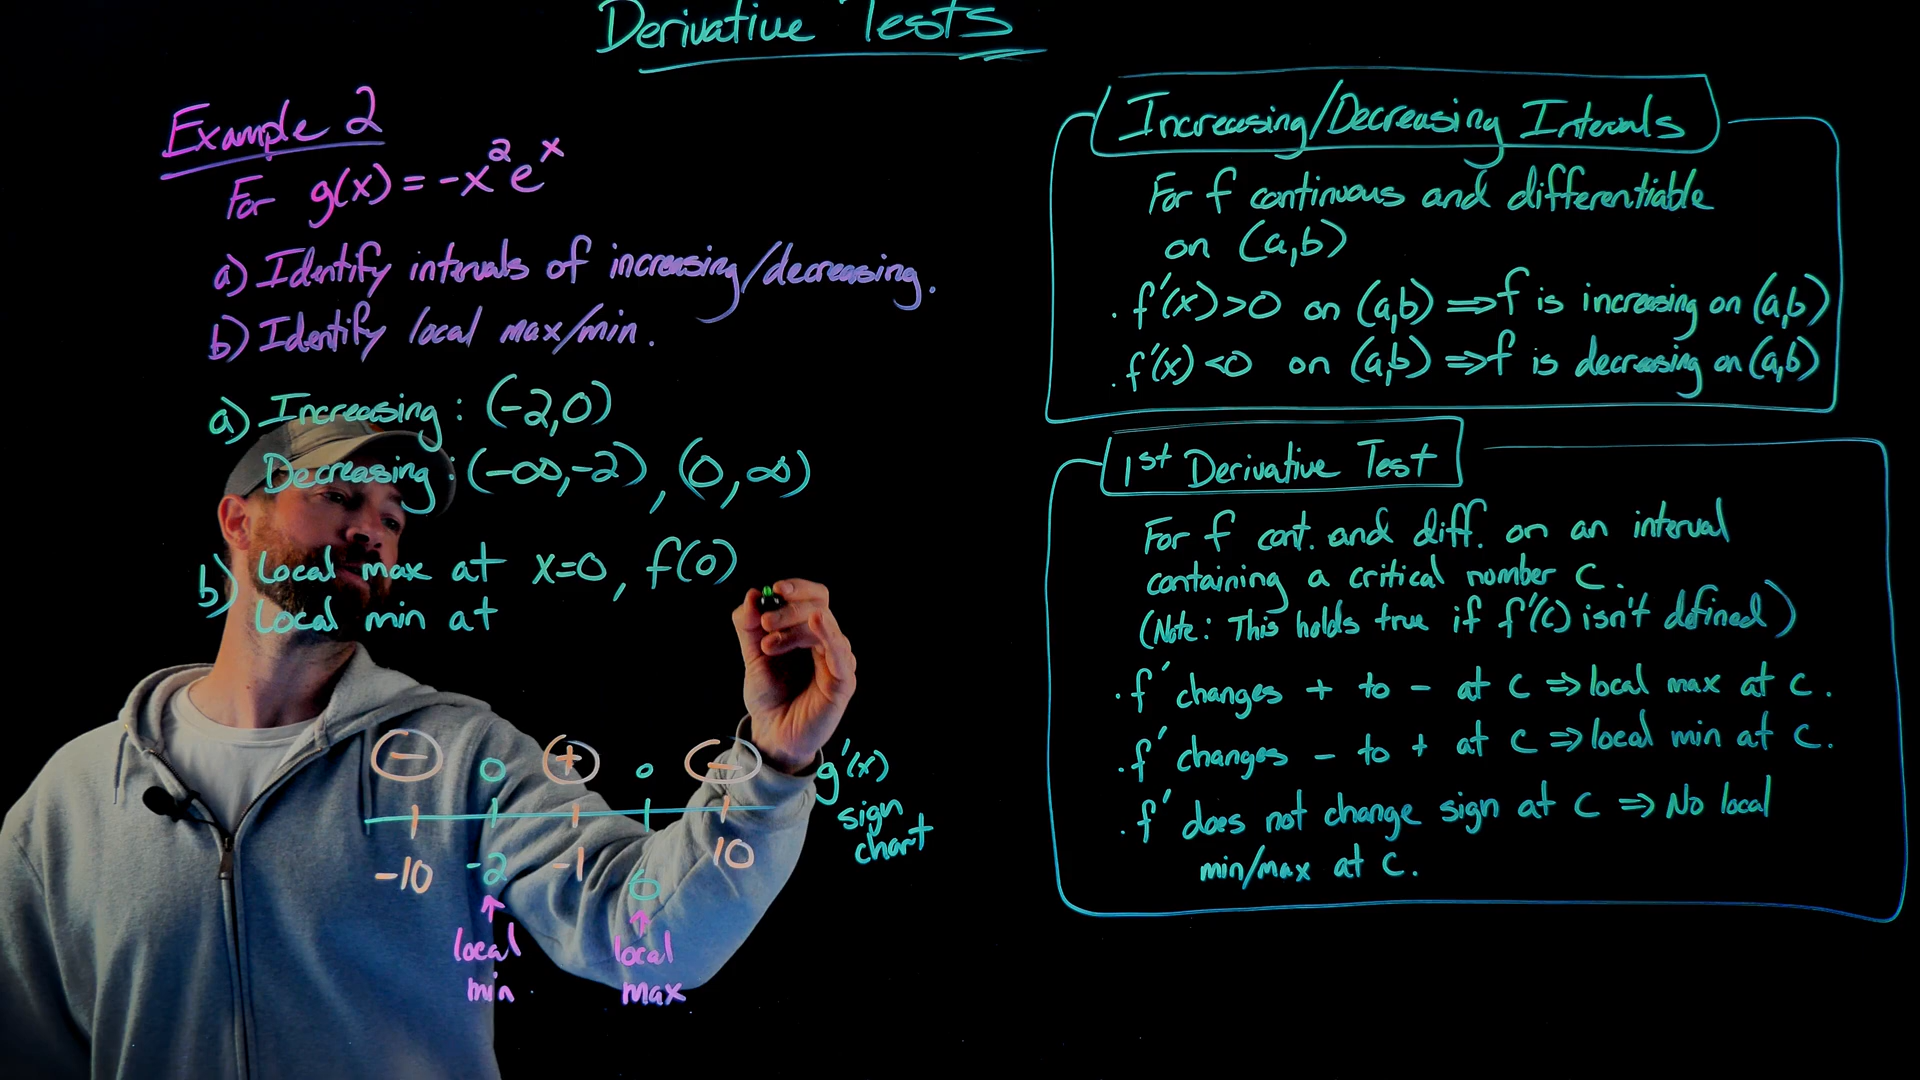 Derivative Tests
Example 2
For g(x) = -x²eˣ
a) Identify intervals of increasing/decreasing.
b) Identify local max/min.
a) Increasing: (-2,0)
Decreasing: (-∞,-2), (0,∞)
b) Local max at x=0, f(0)
Local min at
- 0 + 0 - g'(x)
sign
chart
-10 -2 -1 0 10
↑ ↑
local local
min max
Increasing/Decreasing Intervals
For f continuous and differentiable
on (a,b)
. f'(x)>0 on (a,b) ⇒ f is increasing on (a,b)
. f'(x)<0 on (a,b) ⇒ f is decreasing on (a,b)
1st Derivative Test
For f cont. and diff. on an interval
containing a critical number c.
(Note: This holds true if f'(c) isn't defined)
. f' changes + to - at c ⇒ local max at c.
. f' changes - to + at c ⇒ local min at c.
. f' does not change sign at c ⇒ No local
min/max at c.